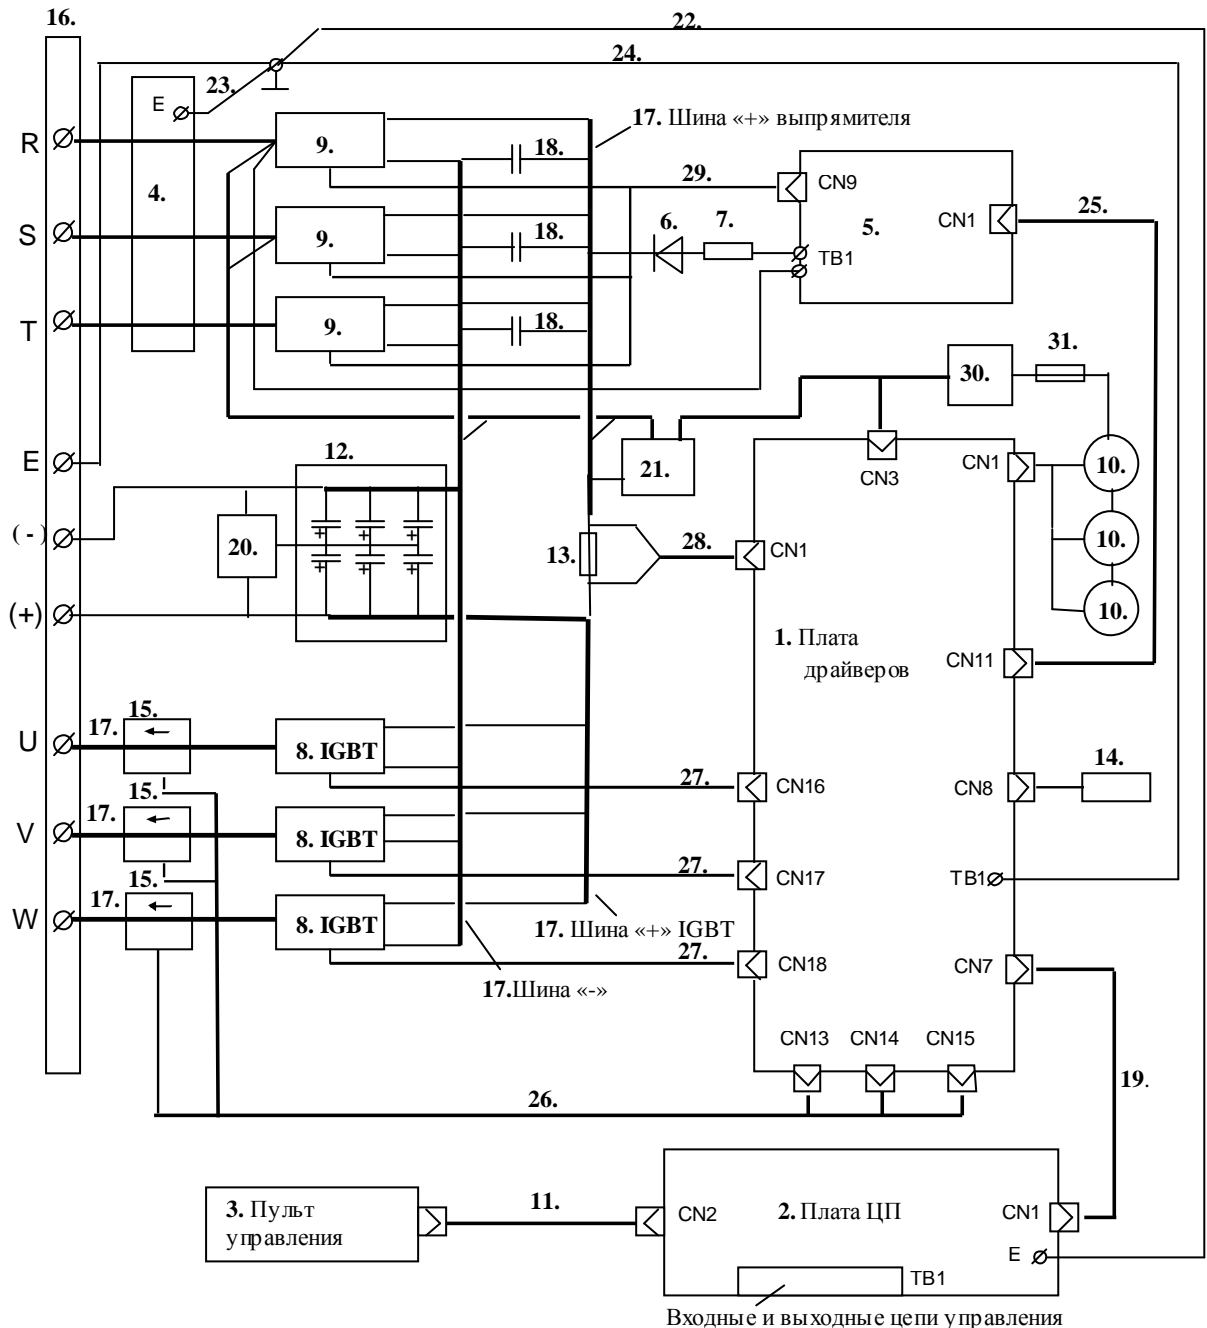 16.
22.
24.
23.
E
17. Шина «+» выпрямителя
R
9.
18.
29.
CN9
4.
5.
CN1
25.
S
9.
18.
6.
7.
TB1
T
9.
18.
31.
30.
E
12.
21.
CN3
CN1
10.
(-)
20.
13.
28.
CN1
10.
(+)
10.
1. Плата
драйверов
CN11
15.
17.
U
8. IGBT
14.
27.
CN16
CN8
15.
17.
V
8. IGBT
27.
CN17
TB1
15.
17.
W
8. IGBT
17. Шина «+» IGBT
27.
CN18
CN7
17.Шина «-»
CN13
CN14
CN15
19.
26.
3. Пульт
управления
11.
CN2
2. Плата ЦП
CN1
E
TB1
Входные и выходные цепи управления